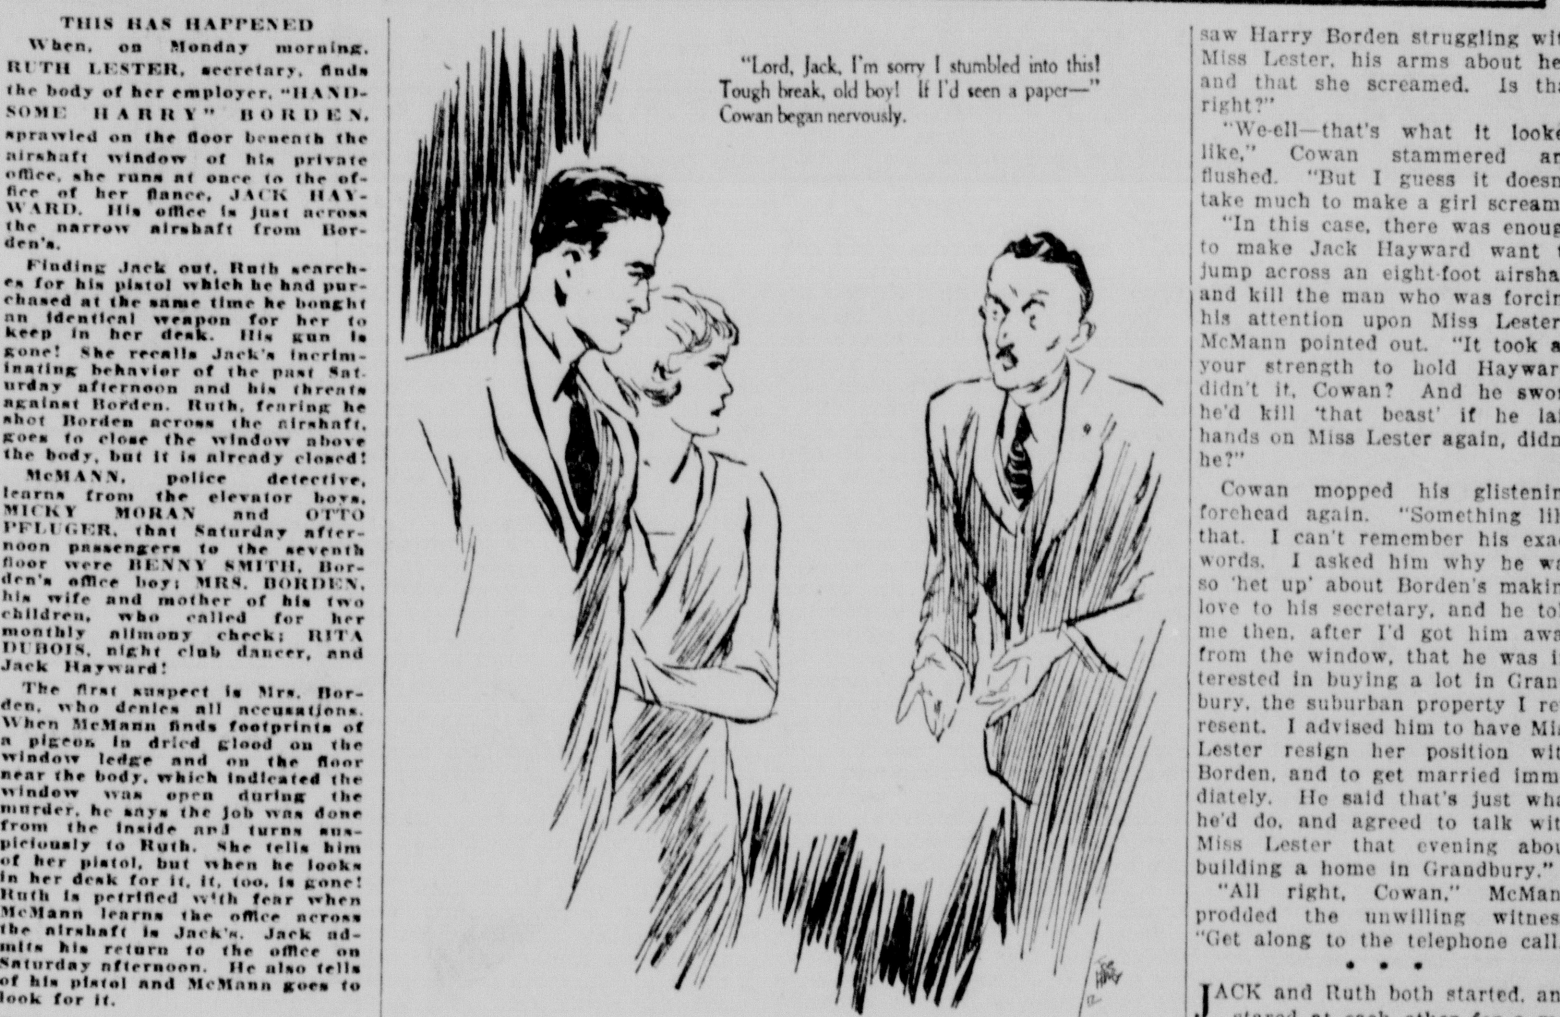 THIS HAS HAPPENED
When, on Monday morning,
RUTH LESTER, secretary, finds
the body of her employer, "HAND-
SOME HARRY" BORDEN,
sprawled on the floor beneath the
airshaft window of his private
office, she runs at once to the of-
fice of her fiance, JACK HAY-
WARD. His office is just across
the narrow airshaft from Bor-
den's.
Finding Jack out, Ruth search-
es for his pistol which he had pur-
chased at the same time he bought
an identical weapon for her to
keep in her desk. His gun is
gone! She recalls Jack's incrim-
inating behavior of the past Sat-
urday afternoon and his threats
against Borden. Ruth, fearing he
shot Borden across the airshaft,
goes to close the window above
the body, but it is already closed!
McMANN, police detective,
learns from the elevator boys,
MICKY MORAN and OTTO
PFLUGER, that Saturday after-
noon passengers to the seventh
floor were BENNY SMITH, Bor-
den's office boy; MRS. BORDEN,
his wife and mother of his two
children, who called for her
monthly alimony check; RITA
DUBOIS, night club dancer, and
Jack Hayward!
The first suspect is Mrs. Bor-
den, who denies all accusations.
When McMann finds footprints of
a pigeon in dried glood on the
window ledge and on the floor
near the body, which indicated the
window was open during the
murder, he says the job was done
from the inside and turns sus-
piciously to Ruth. She tells him
of her pistol, but when he looks
in her desk for it, it, too, is gone!
Ruth is petrified with fear when
McMann learns the office across
the airshaft is Jack's. Jack ad-
mits his return to the office on
Saturday afternoon. He also tells
of his pistol and McMann goes to
look for it.
"Lord, Jack, I'm sorry I stumbled into this!
Tough break, old boy! If I'd seen a paper—"
Cowan began nervously.
saw Harry Borden struggling wit
Miss Lester, his arms about he
and that she screamed. Is tha
right?"
"We-ell—that's what it looke
like," Cowan stammered an
flushed. "But I guess it doesn
take much to make a girl scream
"In this case, there was enoug
to make Jack Hayward want t
jump across an eight-foot airsha
and kill the man who was forcin
his attention upon Miss Lester
McMann pointed out. "It took a
your strength to hold Haywar
didn't it, Cowan? And he swor
he'd kill 'that beast' if he lai
hands on Miss Lester again, didn
he?"
Cowan mopped his glistenin
forehead again. "Something lik
that. I can't remember his exa
words. I asked him why he wa
so 'het up' about Borden's makin
love to his secretary, and he to
me then, after I'd got him awa
from the window, that he was i
terested in buying a lot in Gran
bury, the suburban property I re
resent. I advised him to have Mi
Lester resign her position wit
Borden, and to get married imm
diately. He said that's just wha
he'd do, and agreed to talk wit
Miss Lester that evening abou
building a home in Grandbury."
"All right, Cowan," McMan
prodded the unwilling witnes
"Get along to the telephone call.
JACK and Ruth both started, an
stared at each other for a